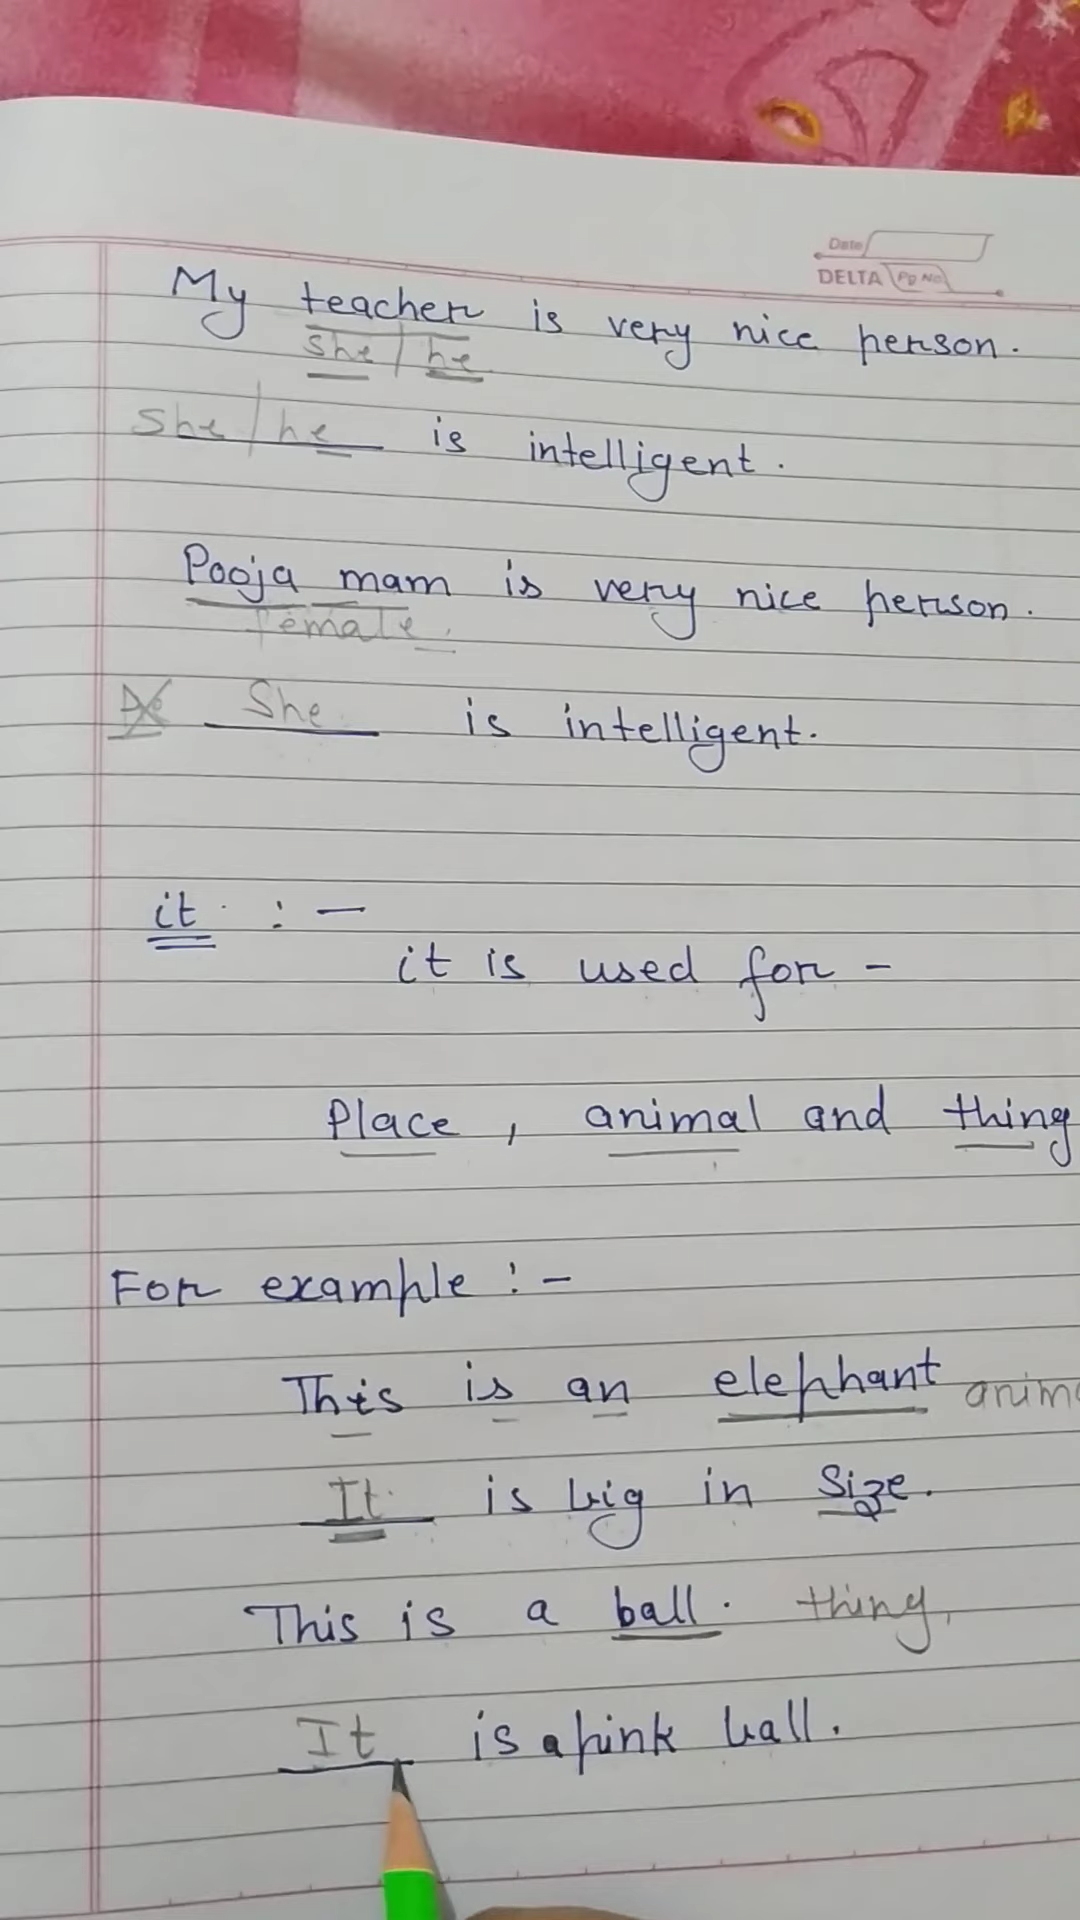 Date
DELTA Pg No.
My teacher is very nice person.
she/he
she/he is intelligent.
Pooja mam is very nice person.
female.
She is intelligent.
it :-
it is used for -
Place, animal and thing
For example :-
This is an elephant anim
It is big in Size.
This is a ball. thing,
It is a pink ball.